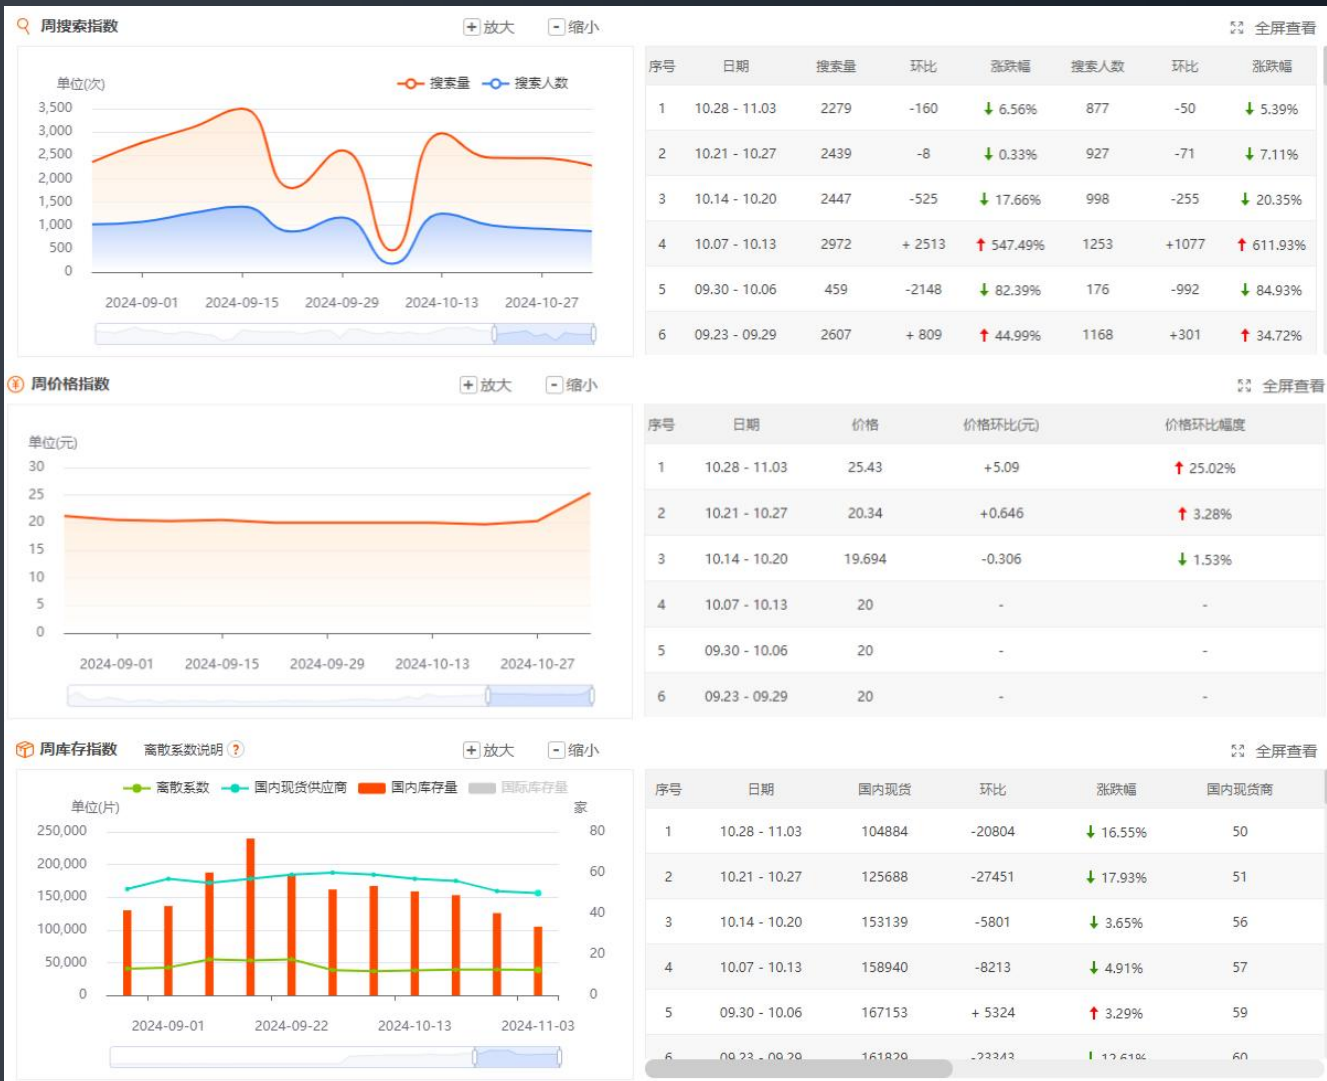 周搜索指数
+ 放大
- 缩小
全屏查看
单位(次)
搜索量
搜索人数
3,500
3,000
2,500
2,000
1,500
1,000
500
0
2024-09-01 2024-09-15 2024-09-29 2024-10-13 2024-10-27
序号 日期 搜索量 环比 涨跌幅 搜索人数 环比 涨跌幅
1 10.28 - 11.03 2279 -160 ↓ 6.56% 877 -50 ↓ 5.39%
2 10.21 - 10.27 2439 -8 ↓ 0.33% 927 -71 ↓ 7.11%
3 10.14 - 10.20 2447 -525 ↓ 17.66% 998 -255 ↓ 20.35%
4 10.07 - 10.13 2972 + 2513 ↑ 547.49% 1253 +1077 ↑ 611.93%
5 09.30 - 10.06 459 -2148 ↓ 82.39% 176 -992 ↓ 84.93%
6 09.23 - 09.29 2607 + 809 ↑ 44.99% 1168 +301 ↑ 34.72%
¥ 周价格指数
+ 放大
- 缩小
全屏查看
单位(元)
30
25
20
15
10
5
0
2024-09-01 2024-09-15 2024-09-29 2024-10-13 2024-10-27
序号 日期 价格 价格环比(元) 价格环比幅度
1 10.28 - 11.03 25.43 +5.09 ↑ 25.02%
2 10.21 - 10.27 20.34 +0.646 ↑ 3.28%
3 10.14 - 10.20 19.694 -0.306 ↓ 1.53%
4 10.07 - 10.13 20 - -
5 09.30 - 10.06 20 - -
6 09.23 - 09.29 20 - -
周库存指数
离散系数说明 ?
+ 放大
- 缩小
全屏查看
离散系数 国内现货供应商 国内库存量 国际库存量
单位(片) 家
250,000 80
200,000
60
150,000
40
100,000
20
50,000
0 0
2024-09-01 2024-09-22 2024-10-13 2024-11-03
序号 日期 国内现货 环比 涨跌幅 国内现货商
1 10.28 - 11.03 104884 -20804 ↓ 16.55% 50
2 10.21 - 10.27 125688 -27451 ↓ 17.93% 51
3 10.14 - 10.20 153139 -5801 ↓ 3.65% 56
4 10.07 - 10.13 158940 -8213 ↓ 4.91% 57
5 09.30 - 10.06 167153 + 5324 ↑ 3.29% 59
6 09.23 - 09.29 161829 -23343 ↓ 12.61% 60